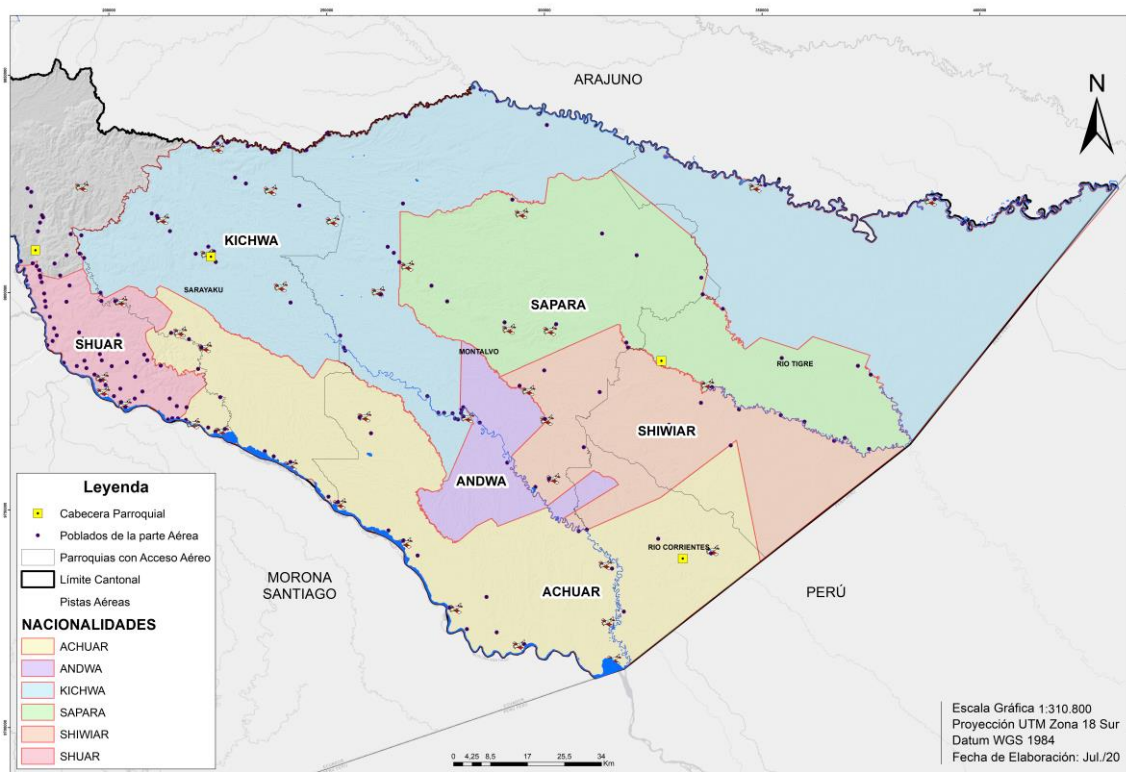 ARAJUNO
N
KICHWA
SARAYAKU
SAPARA
SHUAR
MONTALVO
RIO TIGRE
SHIWIAR
ANDWA
RIO CORRIENTES
MORONA
SANTIAGO
ACHUAR
PERÚ
Leyenda
Cabecera Parroquial
Poblados de la parte Aérea
Parroquias con Acceso Aéreo
Límite Cantonal
Pistas Aéreas
NACIONALIDADES
ACHUAR
ANDWA
KICHWA
SAPARA
SHIWIAR
SHUAR
0 4,25 8,5 17 25,5 34
Km
Escala Gráfica 1:310.800
Proyección UTM Zona 18 Sur
Datum WGS 1984
Fecha de Elaboración: Jul./20